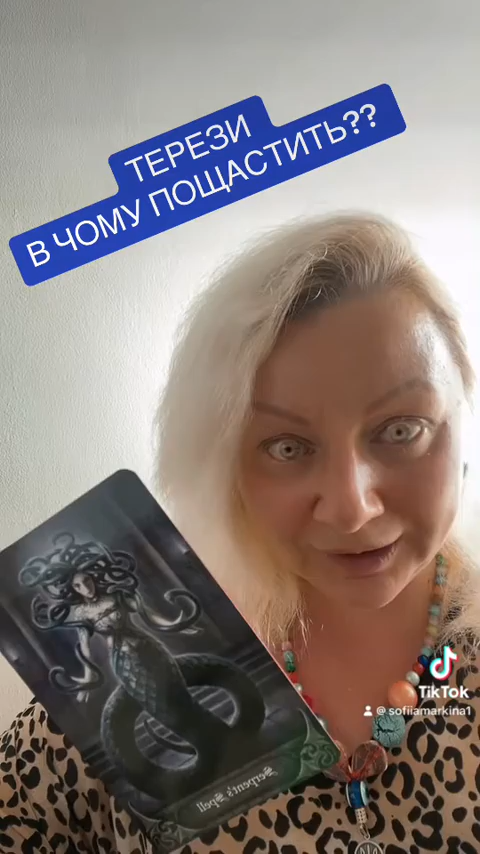 ТЕРЕЗИ
В ЧОМУ ПОЩАСТИТЬ??
TikTok
@ sofiiamarkina1
Serpent's Spell